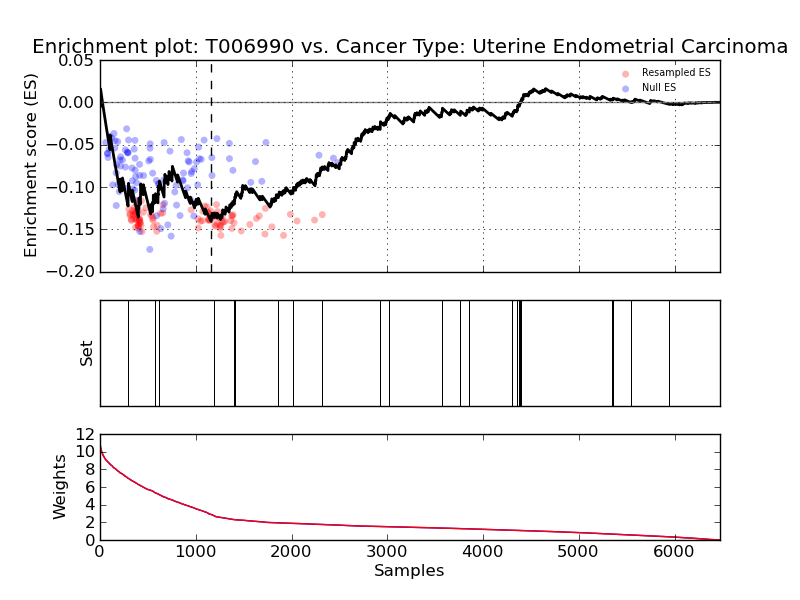 Enrichment plot: T006990 vs. Cancer Type: Uterine Endometrial Carcinoma
Enrichment score (ES)
0.05
0.00
−0.05
−0.10
−0.15
−0.20
Resampled ES
Null ES
Set
Weights
12
10
8
6
4
2
0
0 1000 2000 3000 4000 5000 6000
Samples